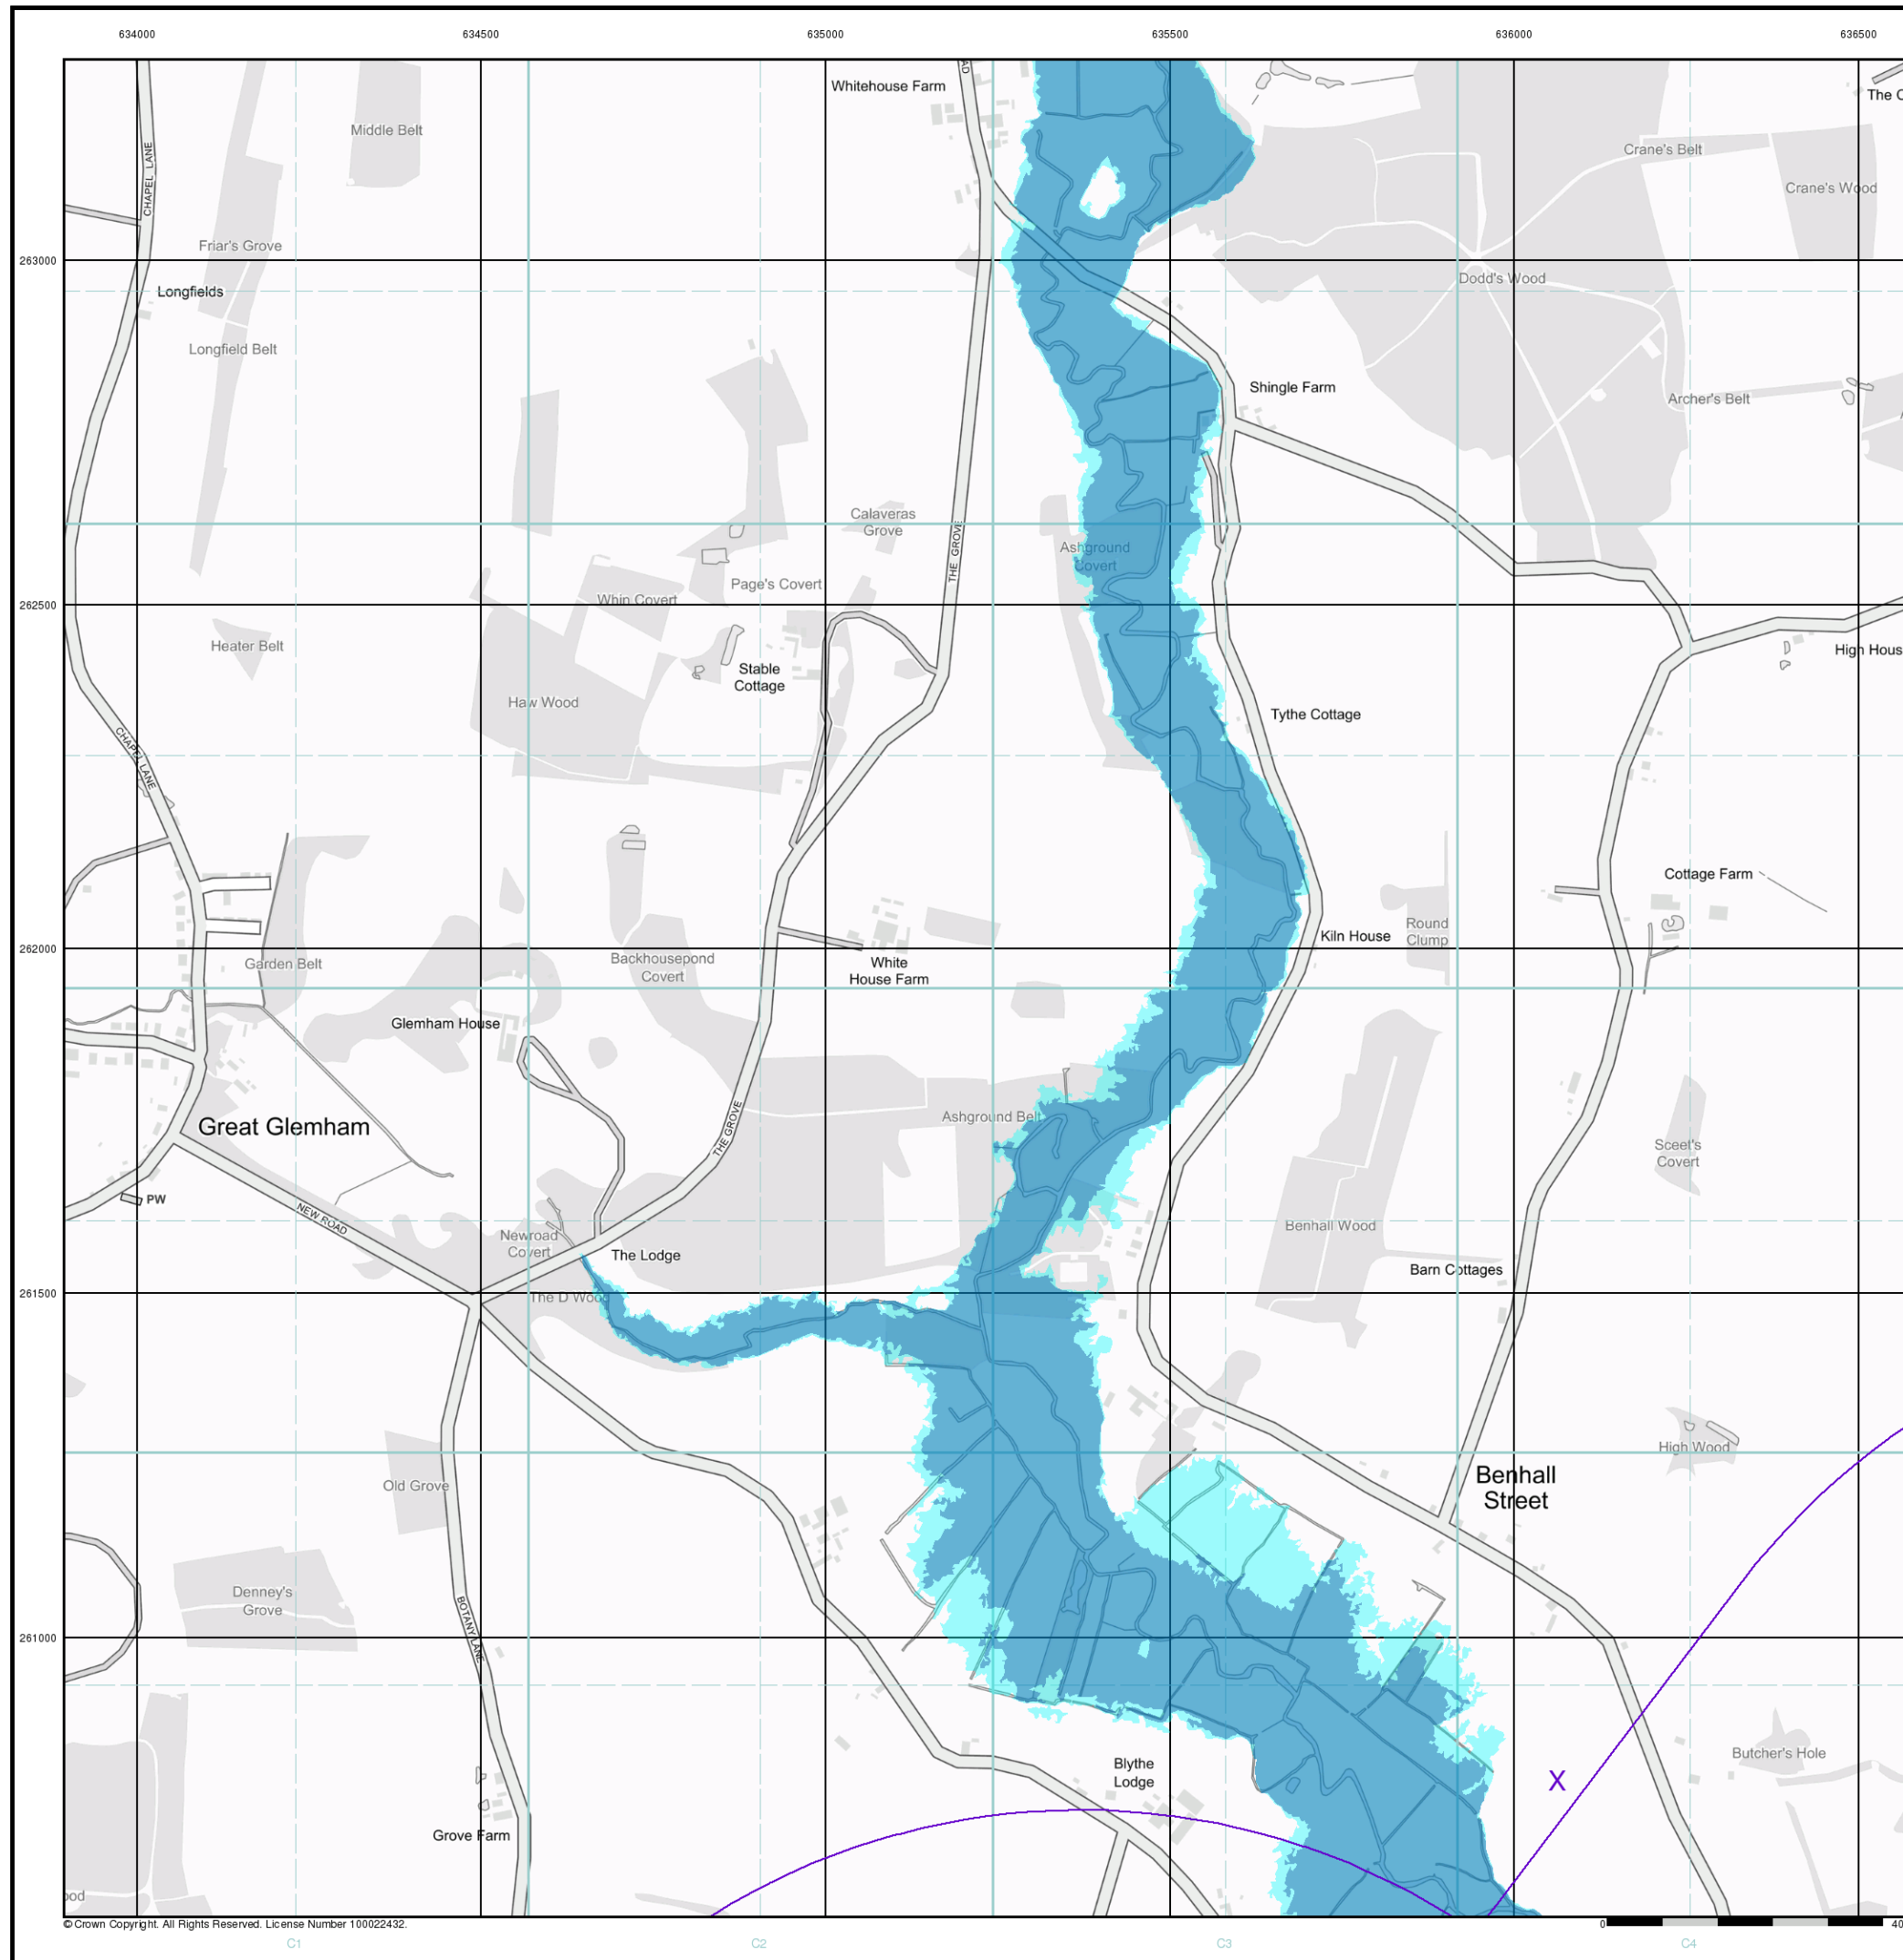 634000
634500
635000
635500
636000
636500
Whitehouse Farm
Middle Belt
Crane's Belt
Crane's Wood
CHAPEL LANE
Friar's Grove
263000
Longfields
Dodd's Wood
Longfield Belt
Shingle Farm
Archer's Belt
Calaveras
Grove
THE GROVE
Ashground
Covert
Page's Covert
Whin Covert
262500
Heater Belt
High Hous
Stable
Cottage
Haw Wood
Tythe Cottage
CHAPEL LANE
Cottage Farm
Round
Clump
Kiln House
262000
Garden Belt
Backhousepond
Covert
White
House Farm
Glemham House
Ashground Belt
Great Glemham
THE GROVE
Sceet's
Covert
PW
NEW ROAD
Newroad
Covert
Benhall Wood
The Lodge
Barn Cottages
The D Wood
261500
High Wood
Benhall
Street
Old Grove
Denney's
Grove
BOTANY LANE
261000
Butcher's Hole
Blythe
Lodge
X
Grove Farm
ood
© Crown Copyright. All Rights Reserved. License Number 100022432.
0
40
C1
C2
C3
C4